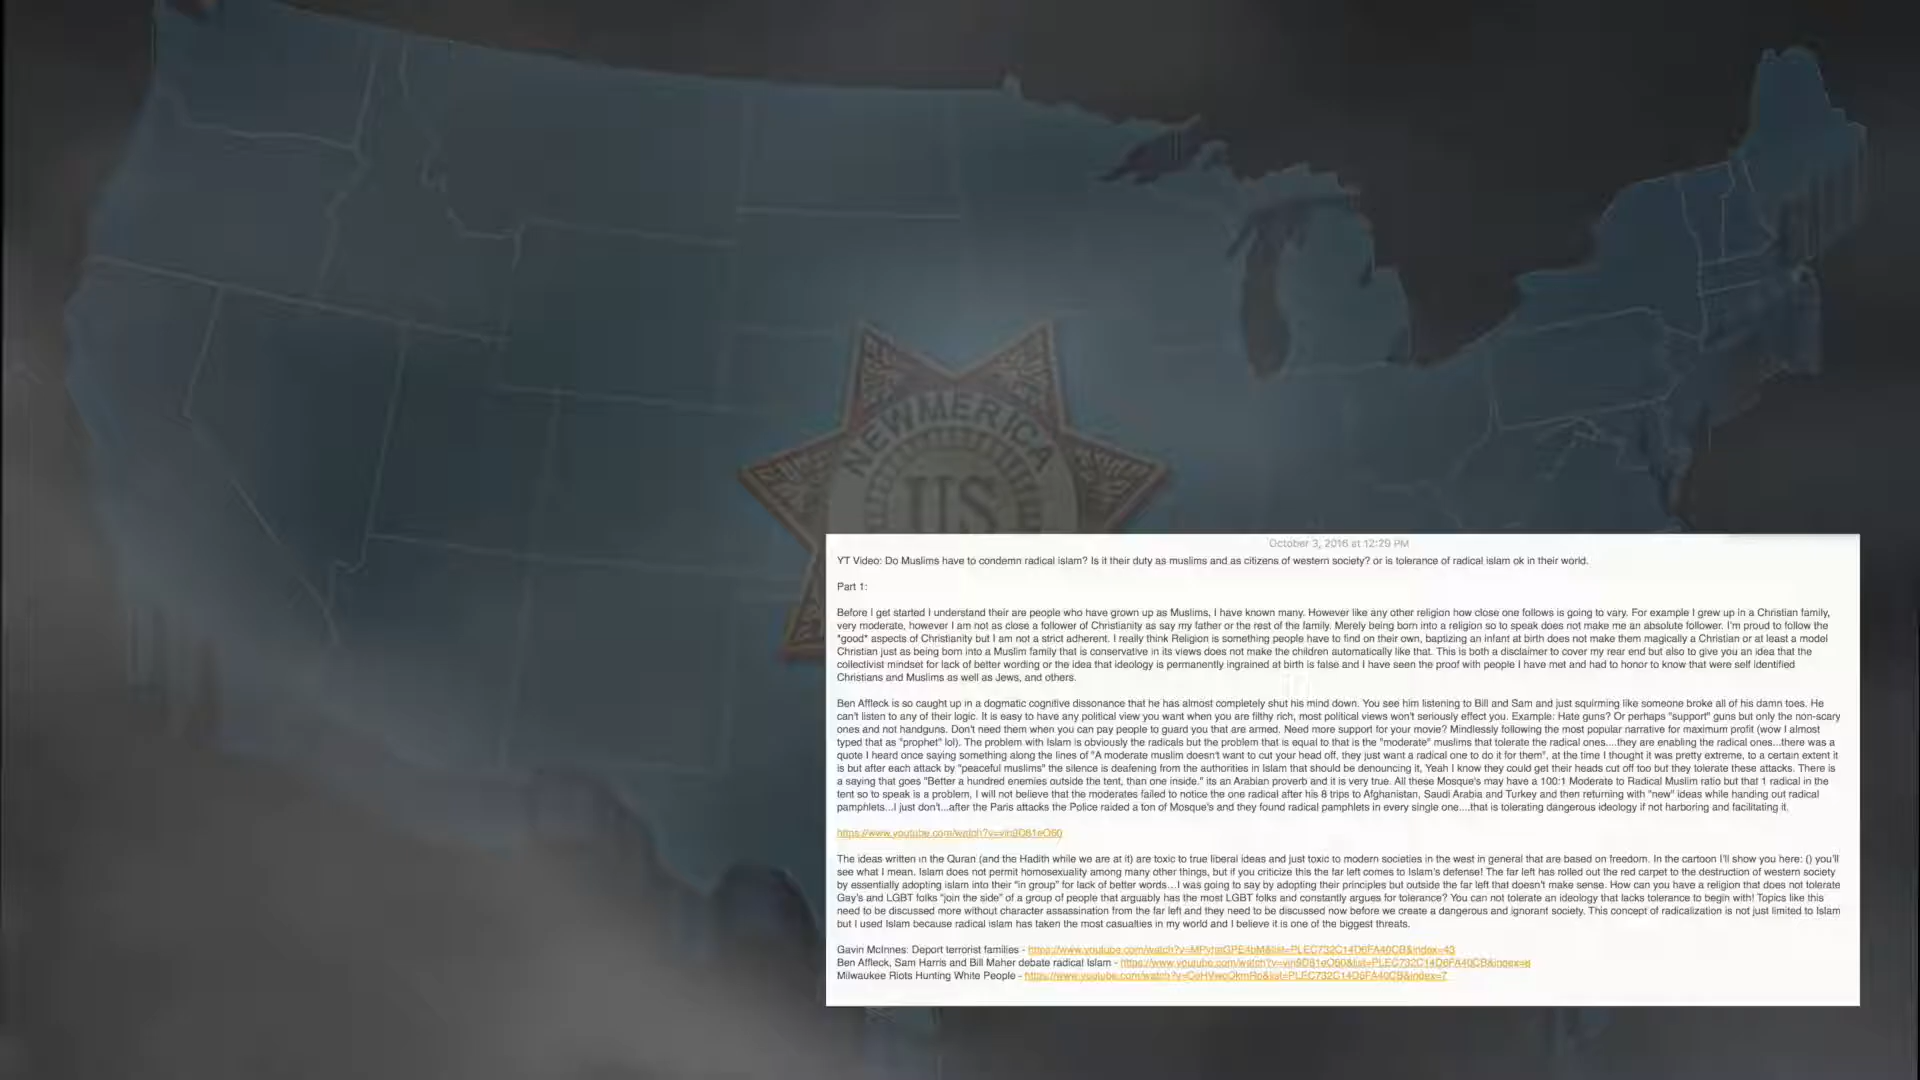 NEWMERICA
US
October 3, 2016 at 12:29 PM
YT Video: Do Muslims have to condemn radical islam? Is it their duty as muslims and as citizens of western society? or is tolerance of radical islam ok in their world.
Part 1:
Before I get started I understand their are people who have grown up as Muslims, I have known many. However like any other religion how close one follows is going to vary. For example I grew up in a Christian family,
very moderate, however I am not as close a follower of Christianity as say my father or the rest of the family. Merely being born into a religion so to speak does not make me an absolute follower. I'm proud to follow the
*good* aspects of Christianity but I am not a strict adherent. I really think Religion is something people have to find on their own, baptizing an infant at birth does not make them magically a Christian or at least a model
Christian just as being born into a Muslim family that is conservative in its views does not make the children automatically like that. This is both a disclaimer to cover my rear end but also to give you an idea that the
collectivist mindset for lack of better wording or the idea that ideology is permanently ingrained at birth is false and I have seen the proof with people I have met and had to honor to know that were self identified
Christians and Muslims as well as Jews, and others.
Ben Affleck is so caught up in a dogmatic cognitive dissonance that he has almost completely shut his mind down. You see him listening to Bill and Sam and just squirming like someone broke all of his damn toes. He
can't listen to any of their logic. It is easy to have any political view you want when you are filthy rich, most political views won't seriously effect you. Example: Hate guns? Or perhaps "support" guns but only the non-scary
ones and not handguns. Don't need them when you can pay people to guard you that are armed. Need more support for your movie? Mindlessly following the most popular narrative for maximum profit (wow I almost
typed that as "prophet" lol). The problem with Islam is obviously the radicals but the problem that is equal to that is the "moderate" muslims that tolerate the radical ones....they are enabling the radical ones...there was a
quote I heard once saying something along the lines of "A moderate muslim doesn't want to cut your head off, they just want a radical one to do it for them", at the time I thought it was pretty extreme, to a certain extent it
is but after each attack by "peaceful muslims" the silence is deafening from the authorities in Islam that should be denouncing it, Yeah I know they could get their heads cut off too but they tolerate these attacks. There is
a saying that goes "Better a hundred enemies outside the tent, than one inside." its an Arabian proverb and it is very true. All these Mosque's may have a 100:1 Moderate to Radical Muslim ratio but that 1 radical in the
tent so to speak is a problem, I will not believe that the moderates failed to notice the one radical after his 8 trips to Afghanistan, Saudi Arabia and Turkey and then returning with "new" ideas while handing out radical
pamphlets...I just don't...after the Paris attacks the Police raided a ton of Mosque's and they found radical pamphlets in every single one....that is tolerating dangerous ideology if not harboring and facilitating it.
https://www.youtube.com/watch?v=vln9D81eO60
The ideas written in the Quran (and the Hadith while we are at it) are toxic to true liberal ideas and just toxic to modern societies in the west in general that are based on freedom. In the cartoon I'll show you here: () you'll
see what I mean. Islam does not permit homosexuality among many other things, but if you criticize this the far left comes to Islam's defense! The far left has rolled out the red carpet to the destruction of western society
by essentially adopting islam into their "in group" for lack of better words...I was going to say by adopting their principles but outside the far left that doesn't make sense. How can you have a religion that does not tolerate
Gay's and LGBT folks "join the side" of a group of people that arguably has the most LGBT folks and constantly argues for tolerance? You can not tolerate an ideology that lacks tolerance to begin with! Topics like this
need to be discussed more without character assassination from the far left and they need to be discussed now before we create a dangerous and ignorant society. This concept of radicalization is not just limited to Islam
but I used Islam because radical islam has taken the most casualties in my world and I believe it is one of the biggest threats.
Gavin McInnes: Deport terrorist families -
Ben Affleck, Sam Harris and Bill Maher debate radical Islam -
Milwaukee Riots Hunting White People -